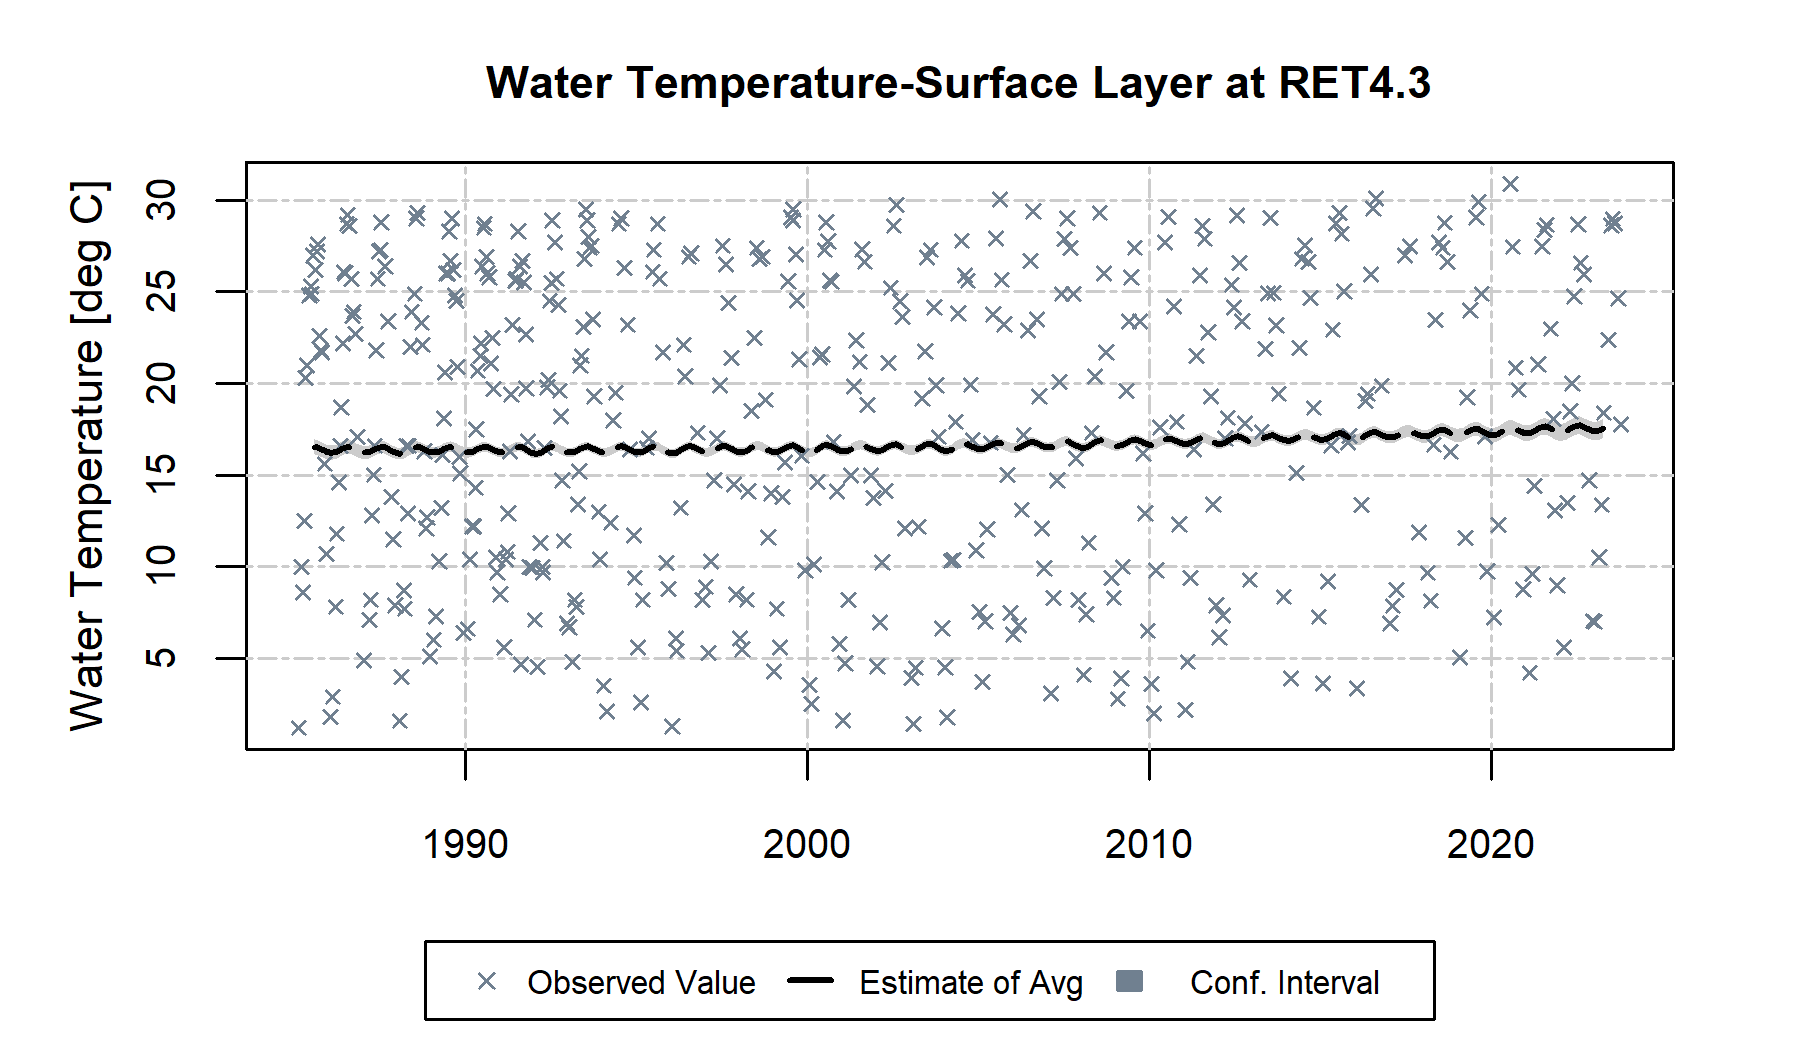 Water Temperature-Surface Layer at RET4.3
Water Temperature [deg C]
30
25
20
15
10
5
1990 2000 2010 2020
Observed Value Estimate of Avg Conf. Interval